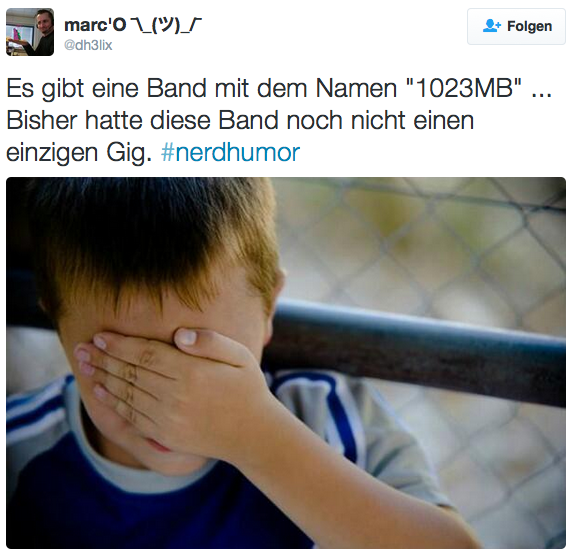 marc'O ¯\_(ツ)_/¯
@dh3lix
Folgen
Es gibt eine Band mit dem Namen "1023MB" ...
Bisher hatte diese Band noch nicht einen
einzigen Gig. #nerdhumor